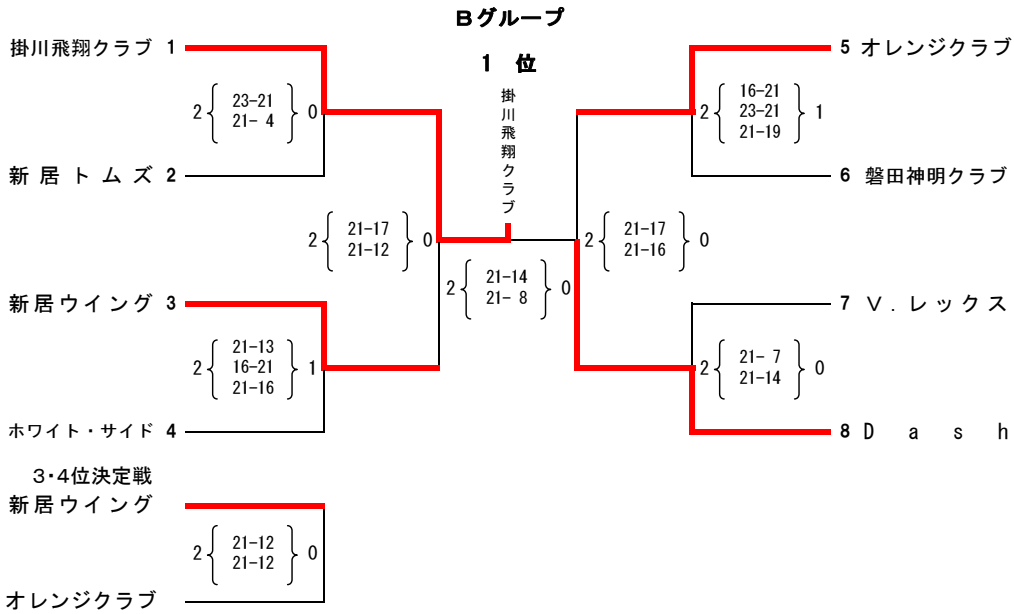 Bグループ
1 位
掛川飛翔クラブ
掛川飛翔クラブ 1
2 { 23-21 } 0
21- 4
新居トムズ 2
2 { 21-17 } 0
21-12
新居ウイング 3
2 { 21-13 } 1
16-21
21-16
ホワイト・サイド 4
2 { 21-14 } 0
21- 8
5 オレンジクラブ
2 { 16-21 } 1
23-21
21-19
6 磐田神明クラブ
2 { 21-17 } 0
21-16
7 V.レックス
2 { 21- 7 } 0
21-14
8 Dash
3・4位決定戦
新居ウイング
2 { 21-12 } 0
21-12
オレンジクラブ